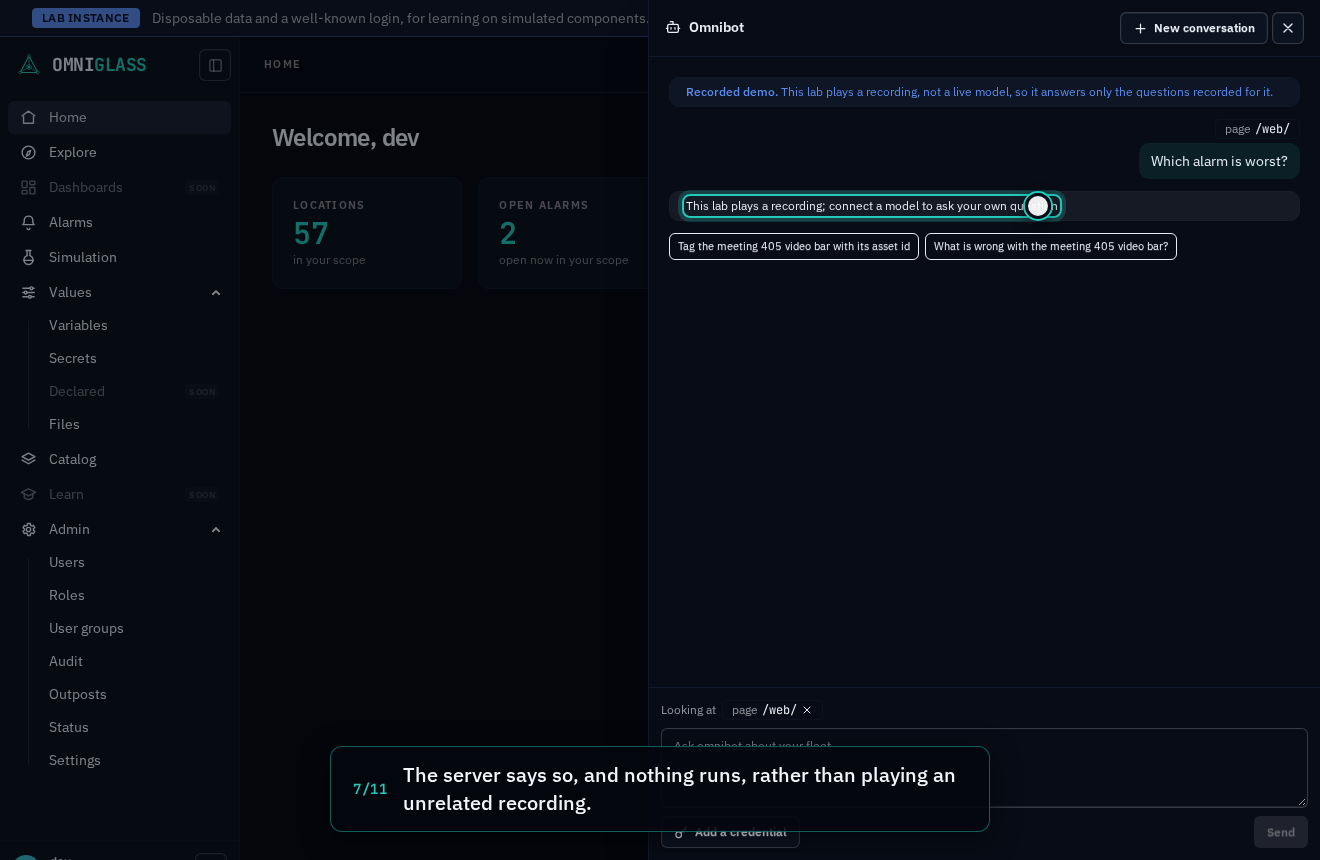 LAB INSTANCE Disposable data and a well-known login, for learning on simulated components.
OMNIGLASS
Home
Explore
Dashboards SOON
Alarms
Simulation
Values
Variables
Secrets
Declared SOON
Files
Catalog
Learn SOON
Admin
Users
Roles
User groups
Audit
Outposts
Status
Settings
HOME
Welcome, dev
LOCATIONS
57
in your scope
OPEN ALARMS
2
open now in your scope
Omnibot
New conversation
Recorded demo. This lab plays a recording, not a live model, so it answers only the questions recorded for it.
page /web/
Which alarm is worst?
This lab plays a recording; connect a model to ask your own
Tag the meeting 405 video bar with its asset id
What is wrong with the meeting 405 video bar?
Looking at page /web/
Ask omnibot about your fleet
7/11 The server says so, and nothing runs, rather than playing an
unrelated recording.
Add a credential
Send